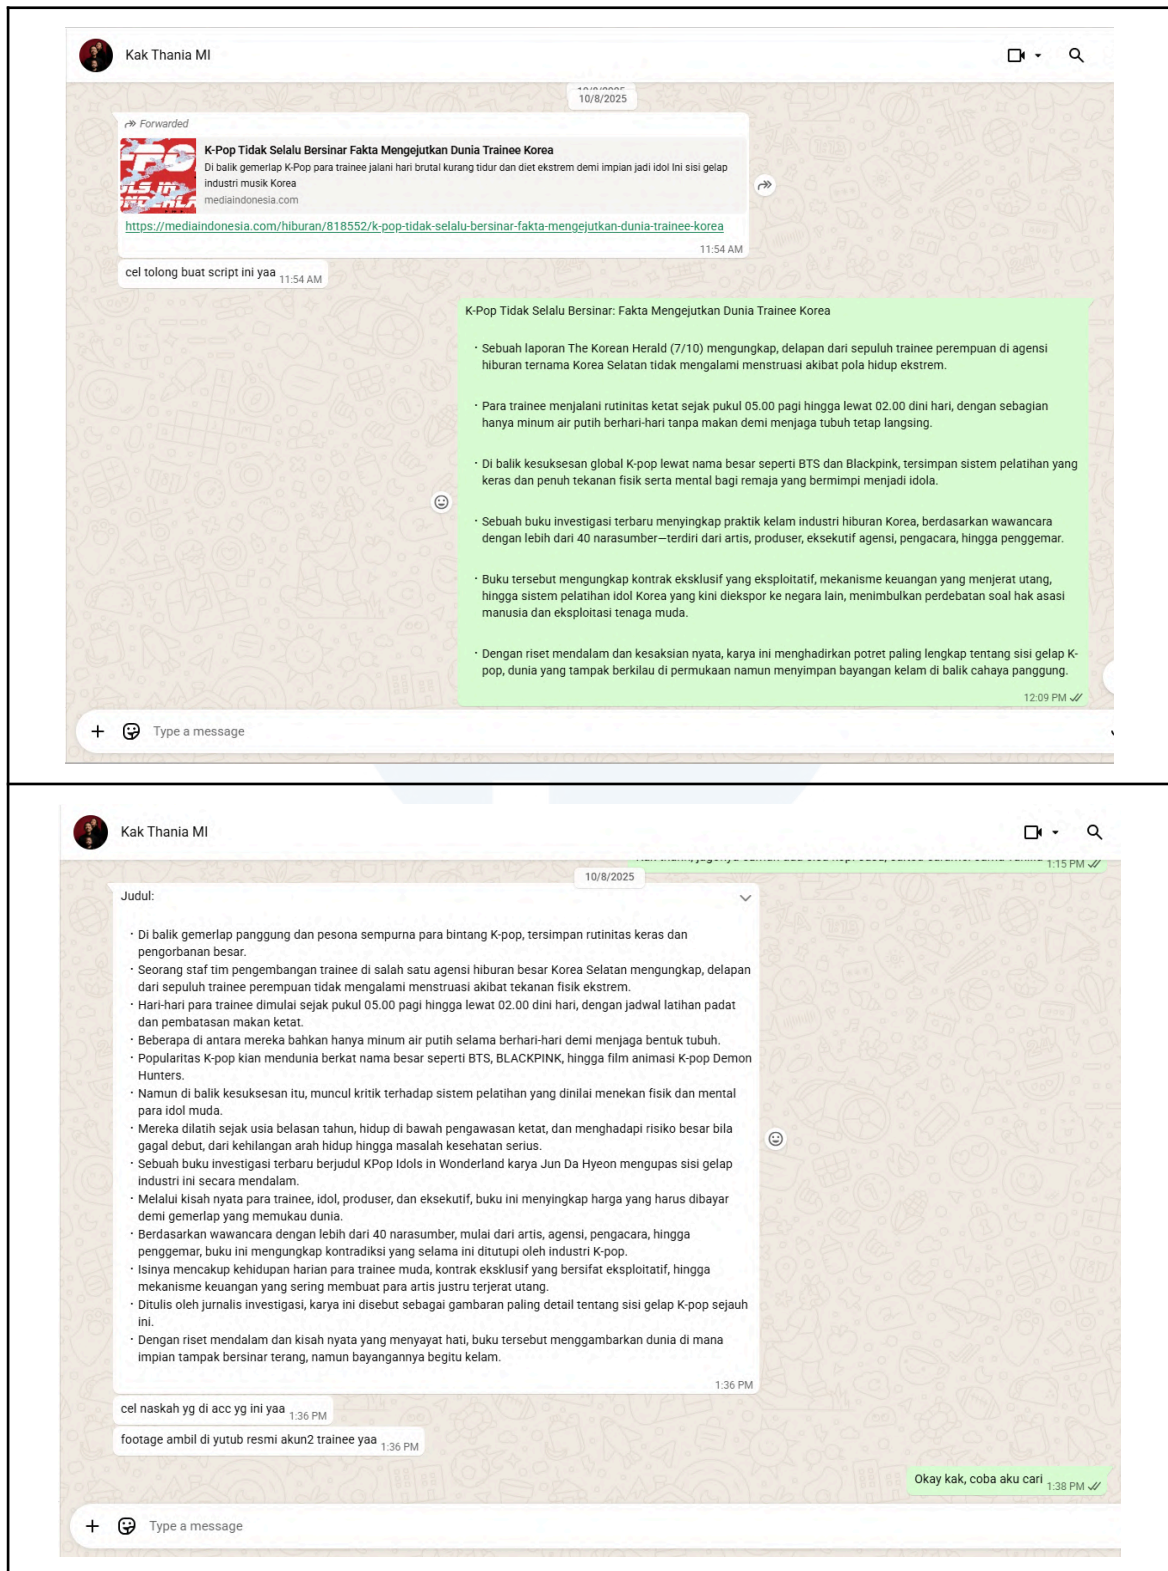 Kak Thania MI
10/8/2025
Forwarded
K-Pop Tidak Selalu Bersinar Fakta Mengejutkan Dunia Trainee Korea
Di balik gemerlap K-Pop para trainee jalani hari brutal kurang tidur dan diet ekstrem demi impian jadi idol Ini sisi gelap
industri musik Korea
mediaindonesia.com
https://mediaindonesia.com/hiburan/818552/k-pop-tidak-selalu-bersinar-fakta-mengejutkan-dunia-trainee-korea
11:54 AM
cel tolong buat script ini yaa 11:54 AM
K-Pop Tidak Selalu Bersinar: Fakta Mengejutkan Dunia Trainee Korea
· Sebuah laporan The Korean Herald (7/10) mengungkap, delapan dari sepuluh trainee perempuan di agensi
hiburan ternama Korea Selatan tidak mengalami menstruasi akibat pola hidup ekstrem.
· Para trainee menjalani rutinitas ketat sejak pukul 05.00 pagi hingga lewat 02.00 dini hari, dengan sebagian
hanya minum air putih berhari-hari tanpa makan demi menjaga tubuh tetap langsing.
· Di balik kesuksesan global K-pop lewat nama besar seperti BTS dan Blackpink, tersimpan sistem pelatihan yang
keras dan penuh tekanan fisik serta mental bagi remaja yang bermimpi menjadi idola.
· Sebuah buku investigasi terbaru menyingkap praktik kelam industri hiburan Korea, berdasarkan wawancara
dengan lebih dari 40 narasumber—terdiri dari artis, produser, eksekutif agensi, pengacara, hingga penggemar.
· Buku tersebut mengungkap kontrak eksklusif yang eksploitatif, mekanisme keuangan yang menjerat utang,
hingga sistem pelatihan idol Korea yang kini diekspor ke negara lain, menimbulkan perdebatan soal hak asasi
manusia dan eksploitasi tenaga muda.
· Dengan riset mendalam dan kesaksian nyata, karya ini menghadirkan potret paling lengkap tentang sisi gelap K-
pop, dunia yang tampak berkilau di permukaan namun menyimpan bayangan kelam di balik cahaya panggung.
12:09 PM
Type a message
Kak Thania MI
1:15 PM
10/8/2025
Judul:
· Di balik gemerlap panggung dan pesona sempurna para bintang K-pop, tersimpan rutinitas keras dan
pengorbanan besar.
· Seorang staf tim pengembangan trainee di salah satu agensi hiburan besar Korea Selatan mengungkap, delapan
dari sepuluh trainee perempuan tidak mengalami menstruasi akibat tekanan fisik ekstrem.
· Hari-hari para trainee dimulai sejak pukul 05.00 pagi hingga lewat 02.00 dini hari, dengan jadwal latihan padat
dan pembatasan makan ketat.
· Beberapa di antara mereka bahkan hanya minum air putih selama berhari-hari demi menjaga bentuk tubuh.
· Popularitas K-pop kian mendunia berkat nama besar seperti BTS, BLACKPINK, hingga film animasi K-pop Demon
Hunters.
· Namun di balik kesuksesan itu, muncul kritik terhadap sistem pelatihan yang dinilai menekan fisik dan mental
para idol muda.
· Mereka dilatih sejak usia belasan tahun, hidup di bawah pengawasan ketat, dan menghadapi risiko besar bila
gagal debut, dari kehilangan arah hidup hingga masalah kesehatan serius.
· Sebuah buku investigasi terbaru berjudul KPop Idols in Wonderland karya Jun Da Hyeon mengupas sisi gelap
industri ini secara mendalam.
· Melalui kisah nyata para trainee, idol, produser, dan eksekutif, buku ini menyingkap harga yang harus dibayar
demi gemerlap yang memukau dunia.
· Berdasarkan wawancara dengan lebih dari 40 narasumber, mulai dari artis, agensi, pengacara, hingga
penggemar, buku ini mengungkap kontradiksi yang selama ini ditutupi oleh industri K-pop.
· Isinya mencakup kehidupan harian para trainee muda, kontrak eksklusif yang bersifat eksploitatif, hingga
mekanisme keuangan yang sering membuat para artis justru terjerat utang.
· Ditulis oleh jurnalis investigasi, karya ini disebut sebagai gambaran paling detail tentang sisi gelap K-pop sejauh
ini.
· Dengan riset mendalam dan kisah nyata yang menyayat hati, buku tersebut menggambarkan dunia di mana
impian tampak bersinar terang, namun bayangannya begitu kelam.
1:36 PM
cel naskah yg di acc yg ini yaa 1:36 PM
footage ambil di yutub resmi akun2 trainee yaa 1:36 PM
Okay kak, coba aku cari 1:38 PM
Type a message